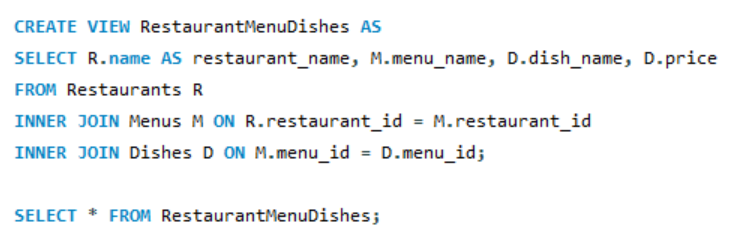 CREATE VIEW RestaurantMenuDishes AS
SELECT R.name AS restaurant_name, M.menu_name, D.dish_name, D.price
FROM Restaurants R
INNER JOIN Menus M ON R.restaurant_id = M.restaurant_id
INNER JOIN Dishes D ON M.menu_id = D.menu_id;
SELECT * FROM RestaurantMenuDishes;